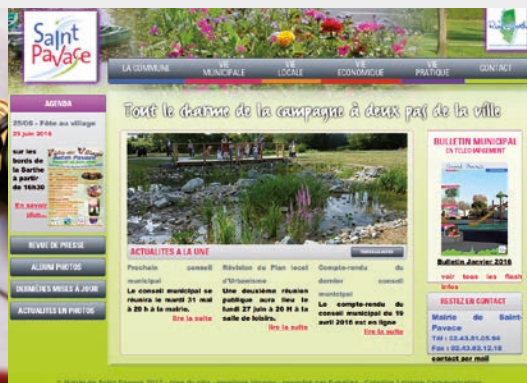 Saint
Pavace
LA COMMUNE
VIE
MUNICIPALE
VIE
LOCALE
VIE
ECONOMIQUE
VIE
PRATIQUE
CONTACT
Tout le charme de la campagne à deux pas de la ville
AGENDA
25/06 - Fête au village
25 juin 2016
sur les
bords de
la Sarthe
à partir
de 16h30
En savoir
plus...
REVUE DE PRESSE
ALBUM PHOTOS
DERNIÈRES MISES À JOUR
ACTUALITES EN PHOTOS
ACTUALITES A LA UNE
Prochain conseil
municipal
Le conseil municipal se
réunira le mardi 31 mai
à 20 h à la mairie.
lire la suite
Révision de Plan local
d'Urbanisme
Une deuxième réunion
publique aura lieu le
lundi 27 juin à 20 H à la
salle de loisirs.
lire la suite
Compte-rendu du
dernier conseil
municipal
Le compte-rendu du
conseil municipal du 19
avril 2016 est en ligne
lire la suite
BULLETIN MUNICIPAL
EN TÉLÉCHARGEMENT
Bulletin Janvier 2016
voir tous les flash
infos
RESTEZ EN CONTACT
Mairie de Saint-
Pavace
Tél : 02.43.81.05.94
Fax : 02.43.82.12.18
contact par mail